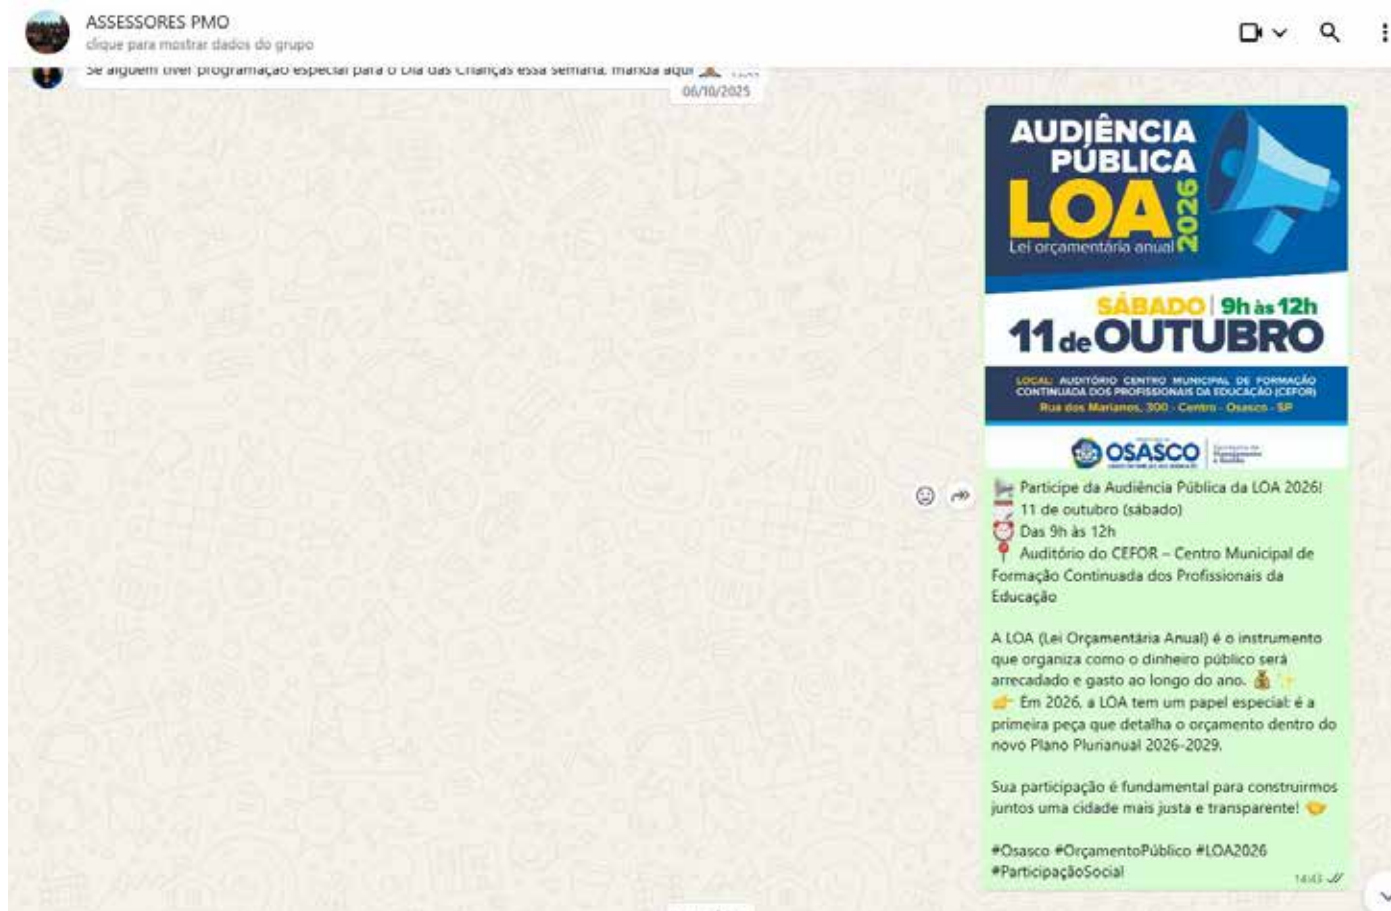 ASSESSORES PMO
clique para mostrar dados do grupo
Se alguém tiver programação especial para o Dia das Crianças essa semana, manda aqui
06/10/2025
AUDIÊNCIA
PÚBLICA
LOA 2026
Lei orçamentária anual
SÁBADO | 9h às 12h
11 de OUTUBRO
LOCAL: AUDITÓRIO CENTRO MUNICIPAL DE FORMAÇÃO
CONTINUADA DOS PROFISSIONAIS DA EDUCAÇÃO (CEFOR)
Rua dos Marianos, 300 - Centro - Osasco - SP
OSASCO
Participe da Audiência Pública da LOA 2026!
11 de outubro (sábado)
Das 9h às 12h
Auditório do CEFOR – Centro Municipal de
Formação Continuada dos Profissionais da
Educação
A LOA (Lei Orçamentária Anual) é o instrumento
que organiza como o dinheiro público será
arrecadado e gasto ao longo do ano.
Em 2026, a LOA tem um papel especial: é a
primeira peça que detalha o orçamento dentro do
novo Plano Plurianual 2026-2029.
Sua participação é fundamental para construirmos
juntos uma cidade mais justa e transparente!
#Osasco #OrçamentoPúblico #LOA2026
#ParticipaçãoSocial
14:43